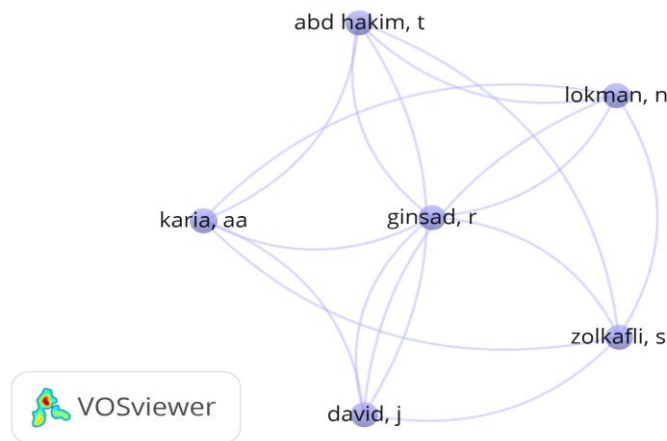 abd hakim, t
lokman, n
karia, aa
ginsad, r
zolkafli, s
david, j
VOSviewer